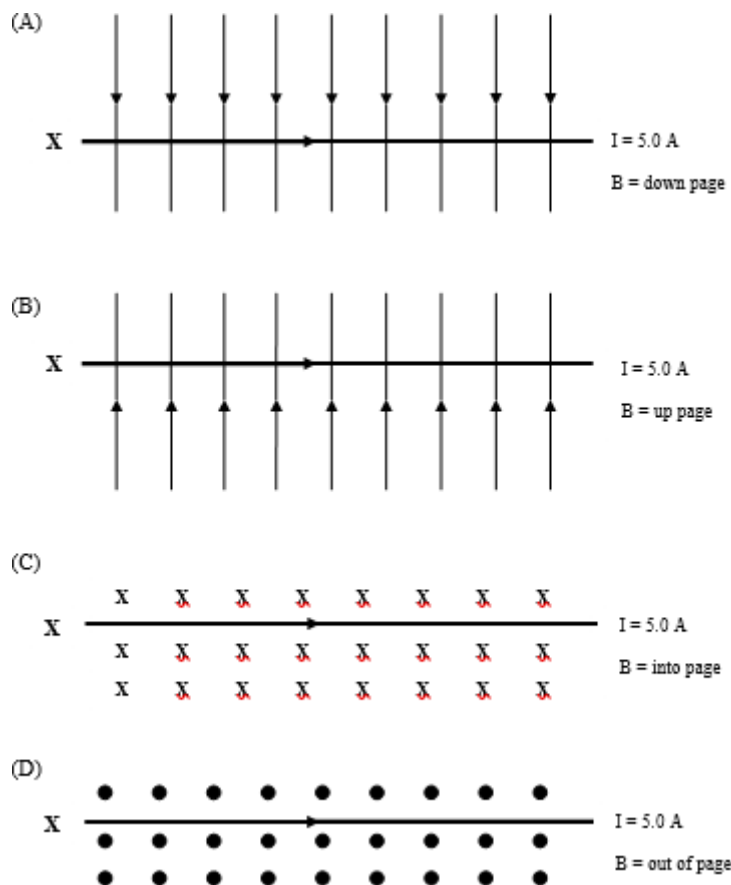 (A)
X
I = 5.0 A
B = down page
(B)
X
I = 5.0 A
B = up page
(C)
X X X X X X X X
X
I = 5.0 A
X X X X X X X X
B = into page
X X X X X X X X
(D)
X
I = 5.0 A
B = out of page